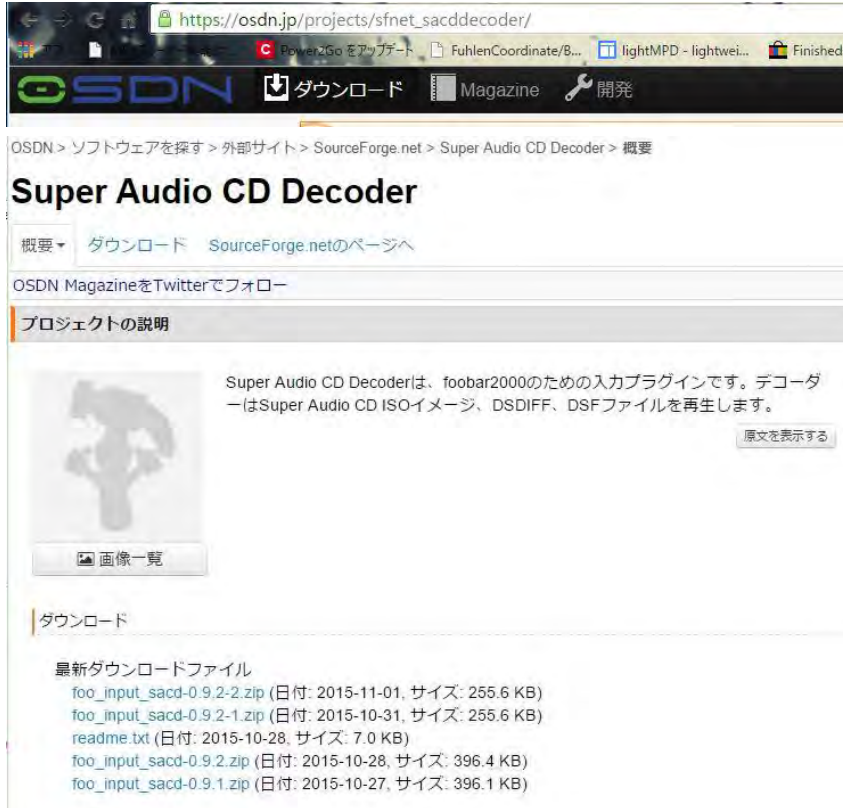 https://osdn.jp/projects/sfnet_sacddecoder/
Power2Go をアップデート FuhlenCoordinate/B... lightMPD - lightwei... Finished
OSDN ダウンロード Magazine 開発
OSDN > ソフトウェアを探す > 外部サイト > SourceForge.net > Super Audio CD Decoder > 概要
Super Audio CD Decoder
概要 ダウンロード SourceForge.netのページへ
OSDN MagazineをTwitterでフォロー
プロジェクトの説明
Super Audio CD Decoderは、foobar2000のための入力プラグインです。デコーダ
ーはSuper Audio CD ISOイメージ、DSDIFF、DSFファイルを再生します。
原文を表示する
画像一覧
ダウンロード
最新ダウンロードファイル
foo_input_sacd-0.9.2-2.zip (日付: 2015-11-01, サイズ: 255.6 KB)
foo_input_sacd-0.9.2-1.zip (日付: 2015-10-31, サイズ: 255.6 KB)
readme.txt (日付: 2015-10-28, サイズ: 7.0 KB)
foo_input_sacd-0.9.2.zip (日付: 2015-10-28, サイズ: 396.4 KB)
foo_input_sacd-0.9.1.zip (日付: 2015-10-27, サイズ: 396.1 KB)